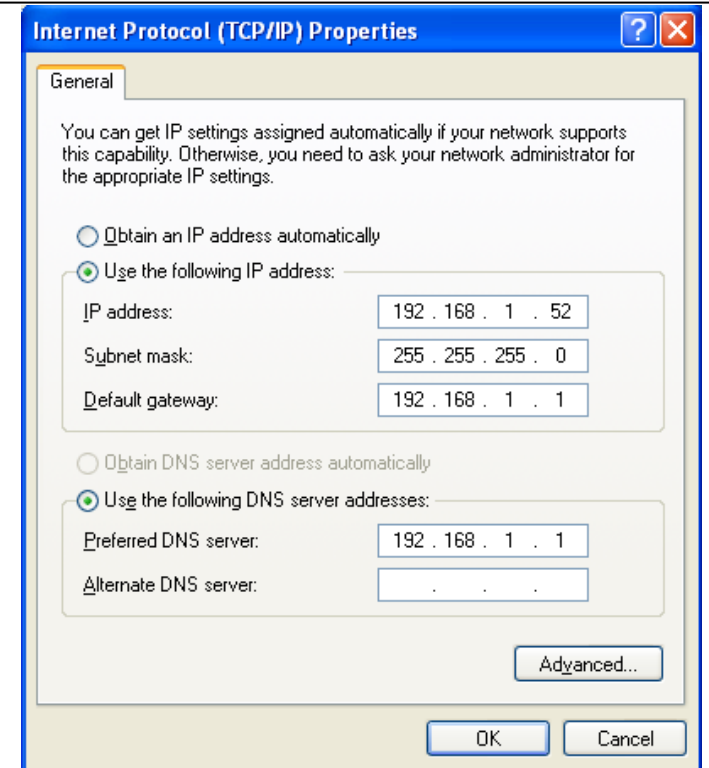 Internet Protocol (TCP/IP) Properties
General
You can get IP settings assigned automatically if your network supports
this capability. Otherwise, you need to ask your network administrator for
the appropriate IP settings.
Obtain an IP address automatically
Use the following IP address:
IP address: 192 . 168 . 1 . 52
Subnet mask: 255 . 255 . 255 . 0
Default gateway: 192 . 168 . 1 . 1
Obtain DNS server address automatically
Use the following DNS server addresses:
Preferred DNS server: 192 . 168 . 1 . 1
Alternate DNS server: . . .
Advanced...
OK Cancel